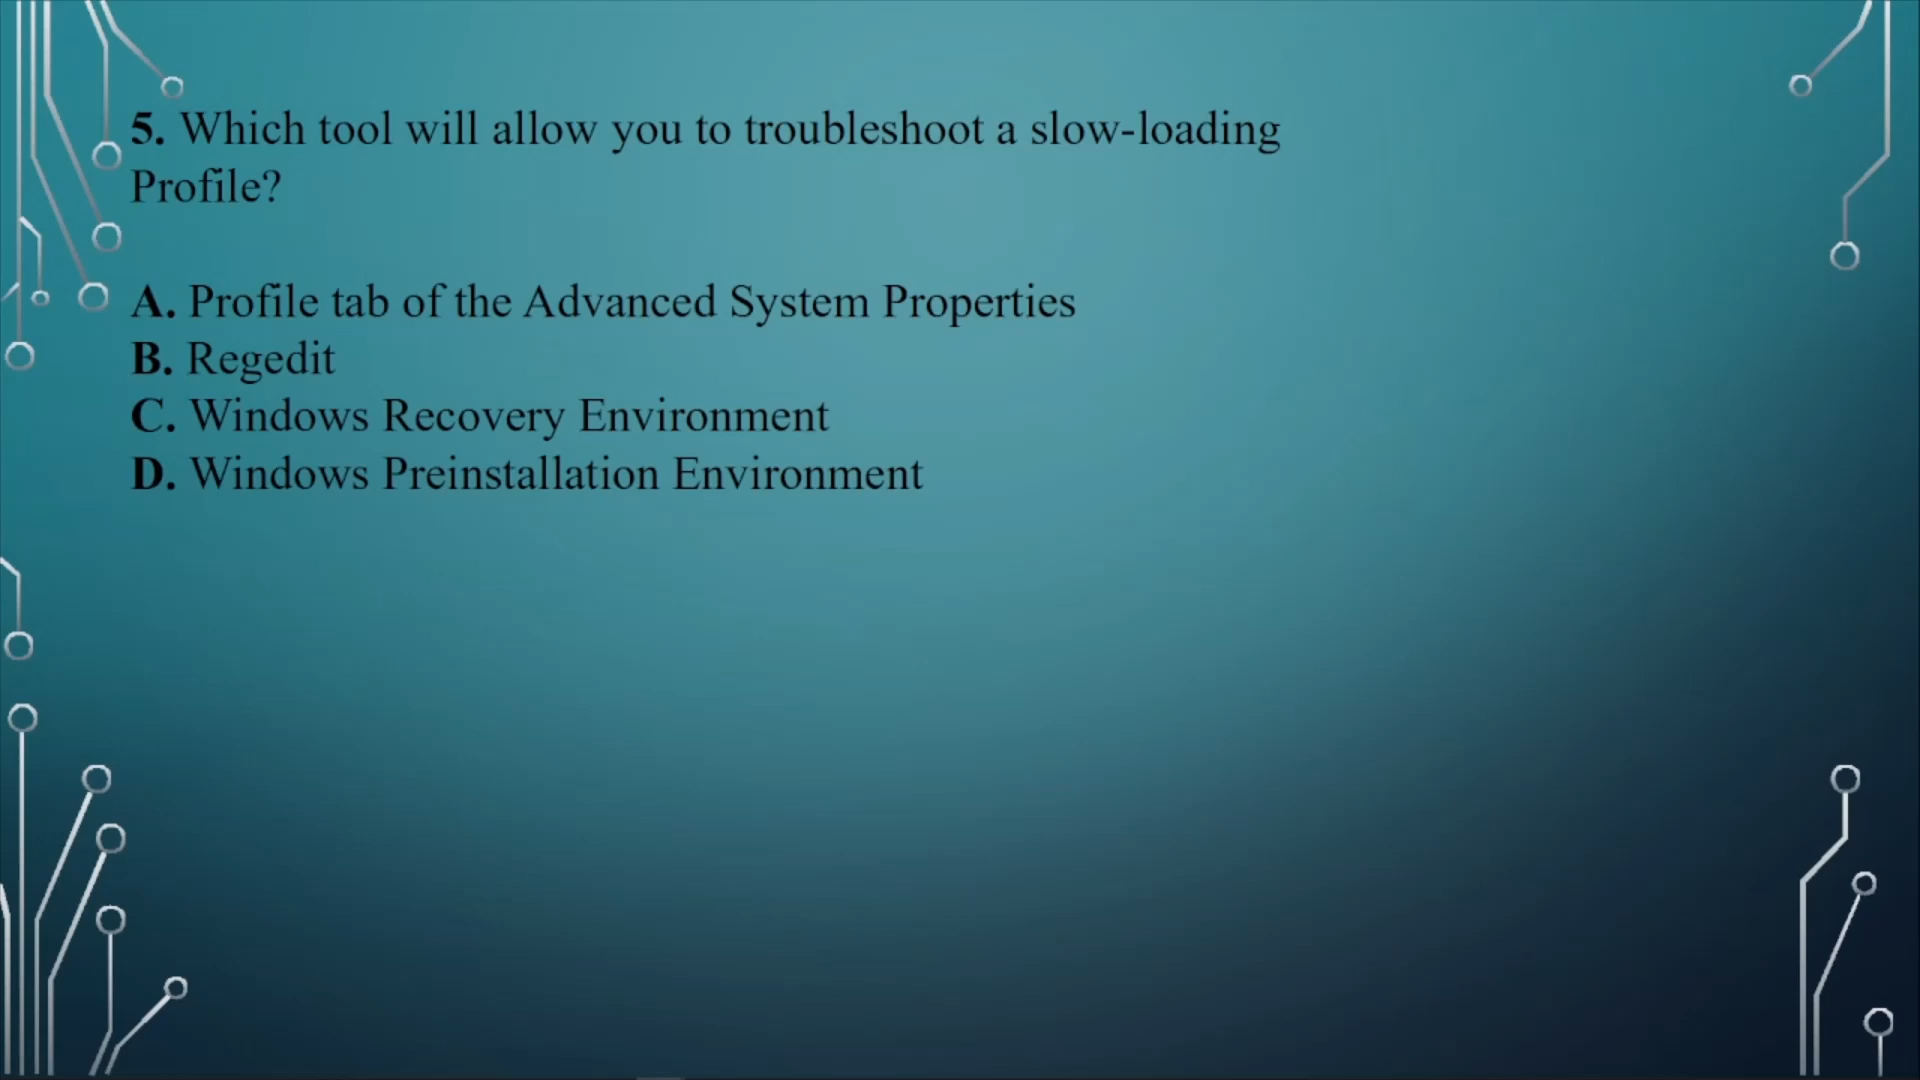 5. Which tool will allow you to troubleshoot a slow-loading
Profile?
A. Profile tab of the Advanced System Properties
B. Regedit
C. Windows Recovery Environment
D. Windows Preinstallation Environment